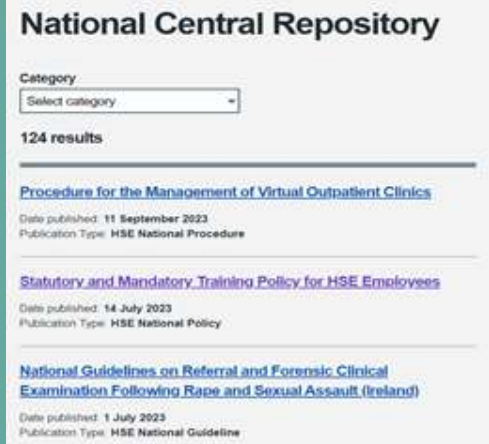 National Central Repository
Category
Select category
124 results
Procedure for the Management of Virtual Outpatient Clinics
Date published: 11 September 2023
Publication Type: HSE National Procedure
Statutory and Mandatory Training Policy for HSE Employees
Date published: 14 July 2023
Publication Type: HSE National Policy
National Guidelines on Referral and Forensic Clinical
Examination Following Rape and Sexual Assault (Ireland)
Date published: 1 July 2023
Publication Type: HSE National Guideline